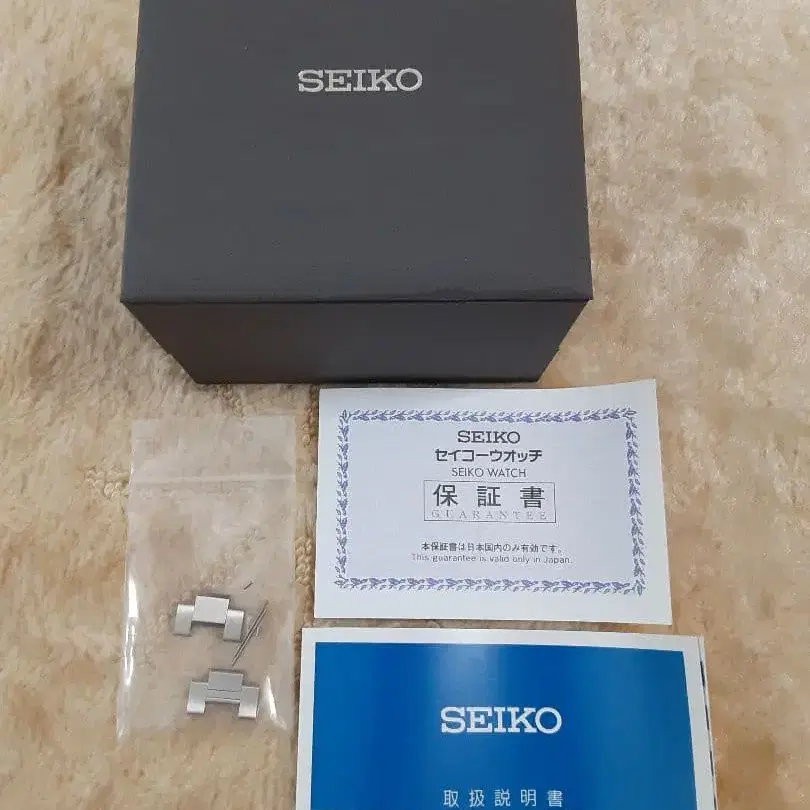 SEIKO
SEIKO
セイコーウオッチ
SEIKO WATCH
保証書
GUARANTEE
本保証書は日本国内のみ有効です。
This guarantee is valid only in Japan.
SEIKO
取扱説明書